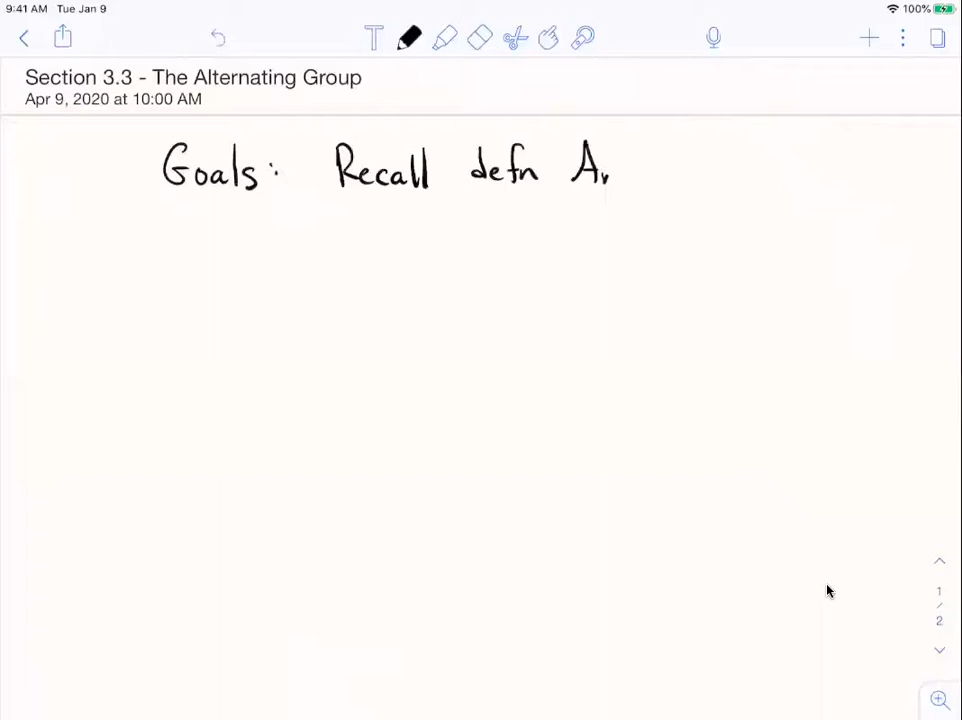 9:41 AM Tue Jan 9 100%
Section 3.3 - The Alternating Group
Apr 9, 2020 at 10:00 AM
Goals: Recall defn A
1
/
2